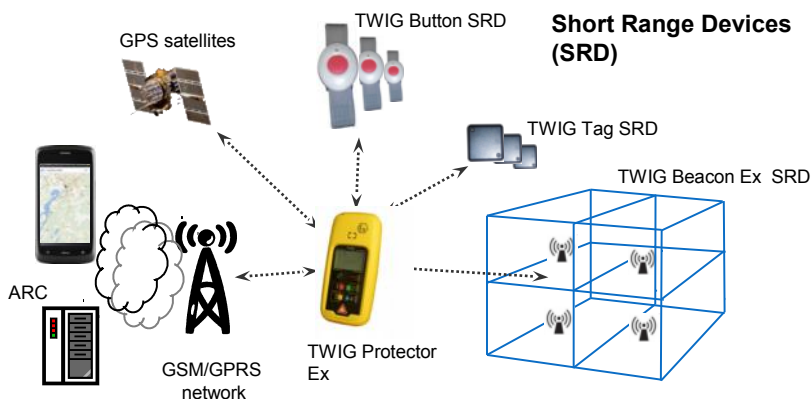 Short Range Devices
(SRD)
TWIG Button SRD
GPS satellites
TWIG Tag SRD
TWIG Beacon Ex  SRD
ARC
GSM/GPRS
network
TWIG Protector
Ex